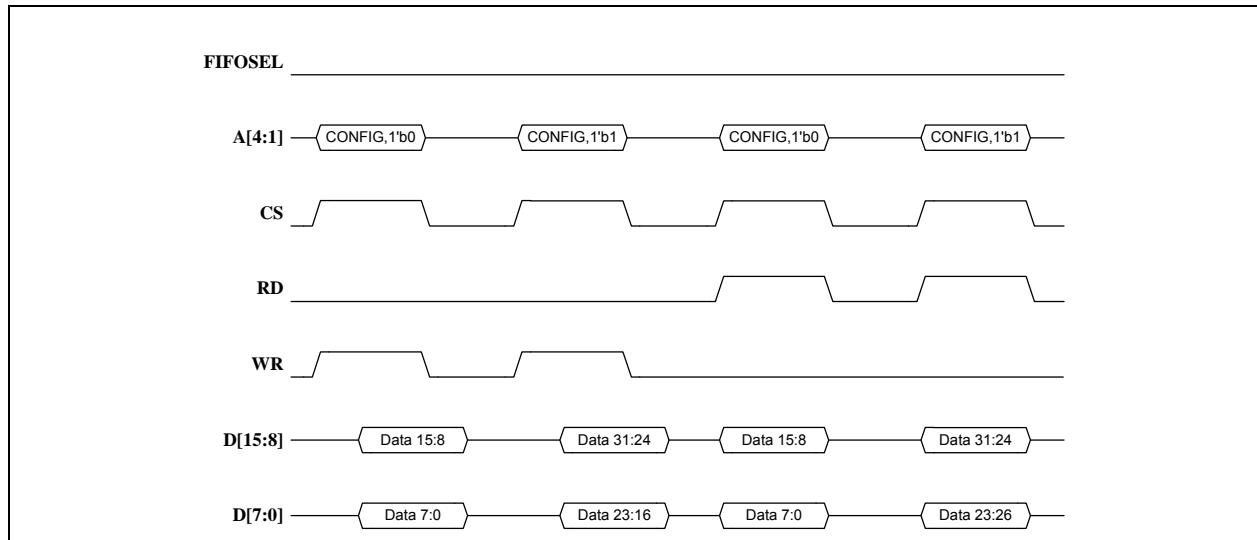 FIFOSEL
A[4:1] CONFIG,1'b0 CONFIG,1'b1 CONFIG,1'b0 CONFIG,1'b1
CS
RD
WR
D[15:8] Data 15:8 Data 31:24 Data 15:8 Data 31:24
D[7:0] Data 7:0 Data 23:16 Data 7:0 Data 23:26